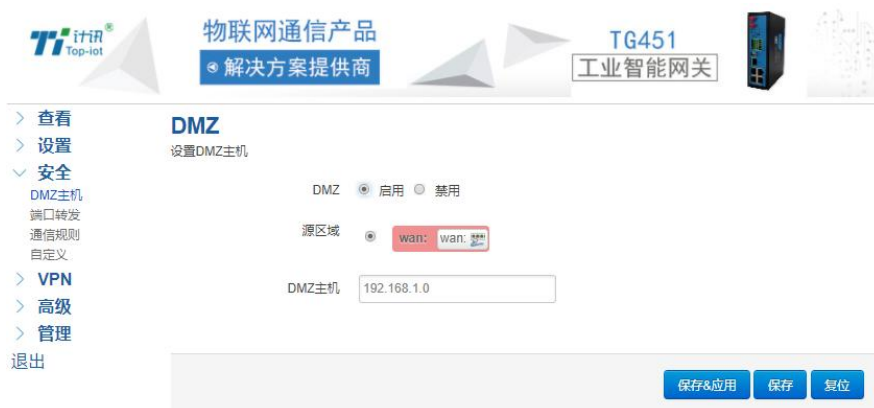 计讯®
Top-iot
物联网通信产品
解决方案提供商
TG451
工业智能网关
查看
设置
安全
DMZ主机
端口转发
通信规则
自定义
VPN
高级
管理
退出
DMZ
设置DMZ主机
DMZ 启用 禁用
源区域 wan: wan:
DMZ主机 192.168.1.0
保存&应用 保存 复位